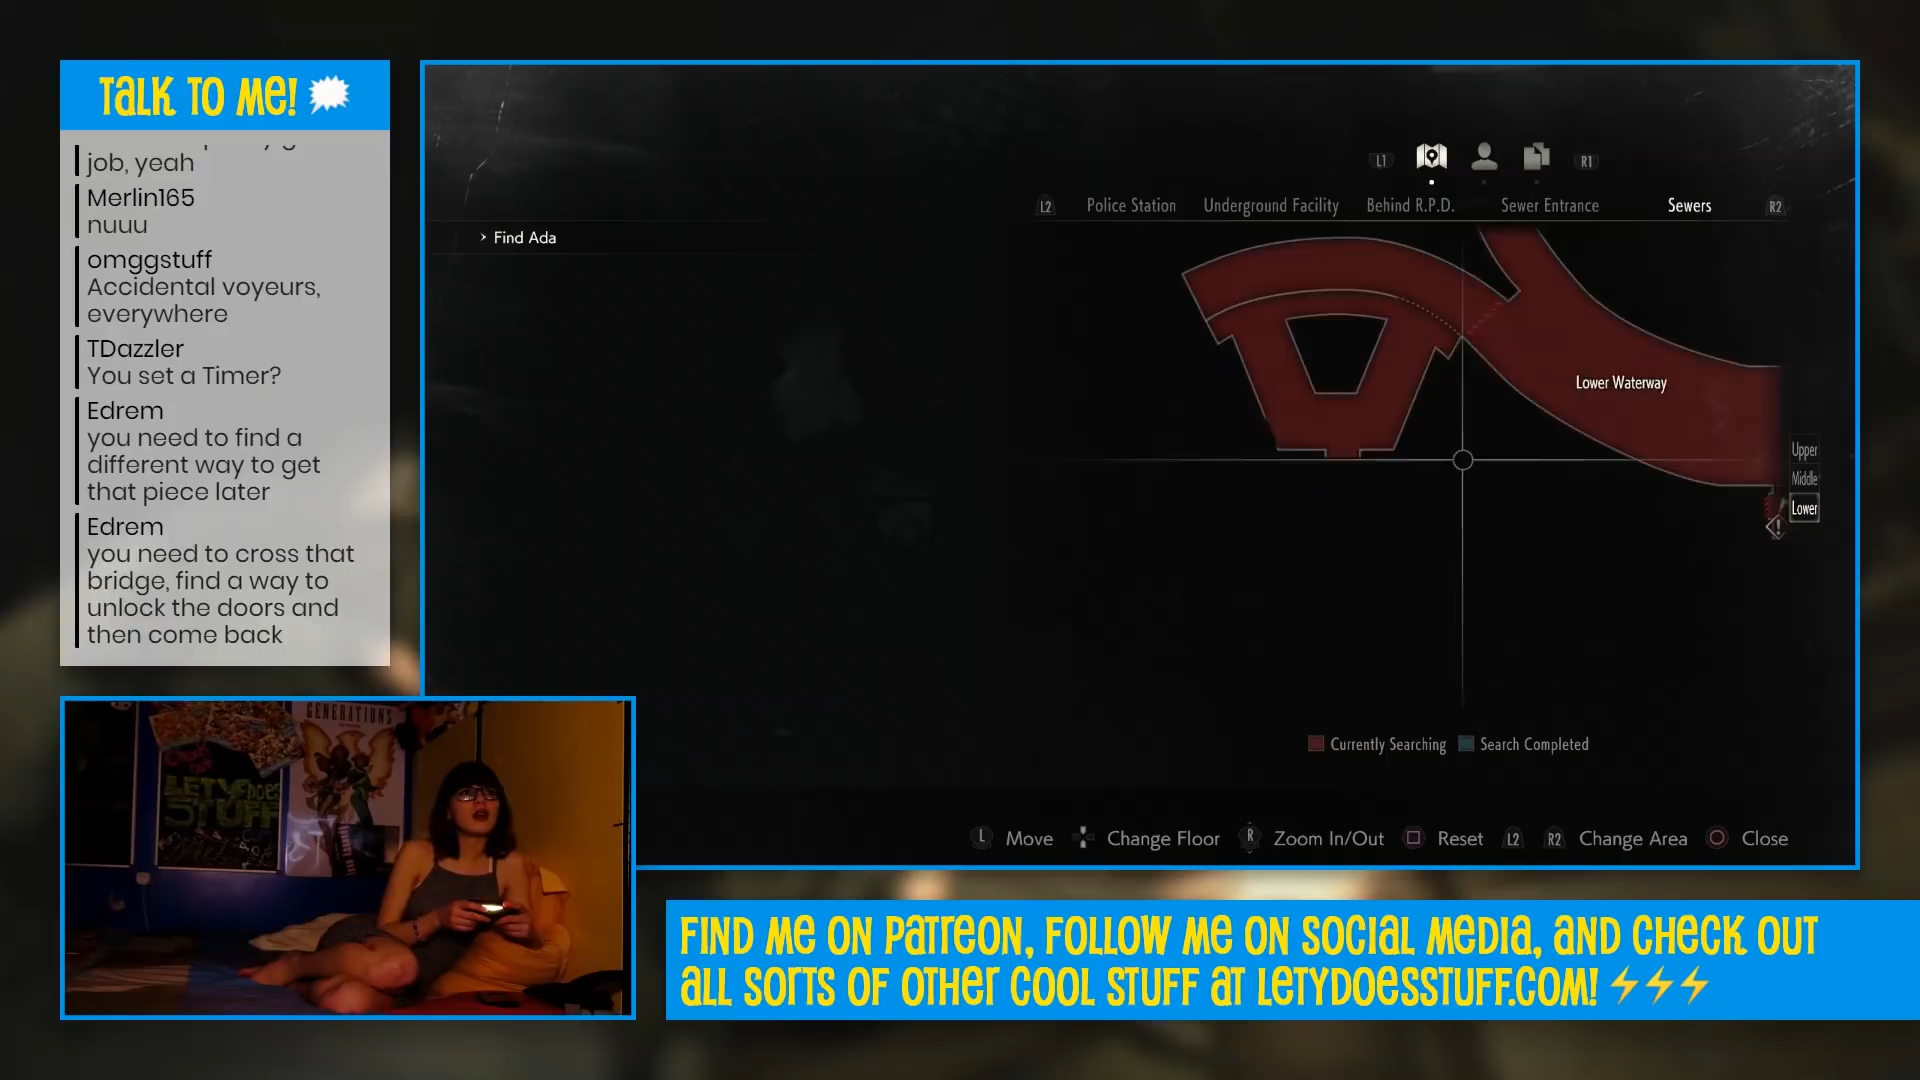 TALK TO ME!
job, yeah
Merlin165
nuuu
omggstuff
Accidental voyeurs,
everywhere
TDazzler
You set a Timer?
Edrem
you need to find a
different way to get
that piece later
Edrem
you need to cross that
bridge, find a way to
unlock the doors and
then come back
L1
R1
L2 Police Station Underground Facility Behind R.P.D. Sewer Entrance Sewers R2
› Find Ada
Lower Waterway
Upper
Middle
Lower
Currently Searching Search Completed
L Move Change Floor R Zoom In/Out Reset L2 R2 Change Area Close
GENERATIONS
LETY DOES
STUFF
FIND ME ON PATREON, FOLLOW ME ON SOCIAL MEDIA, AND CHECK OUT
ALL SORTS OF OTHER COOL STUFF AT LETYDOESSTUFF.COM!